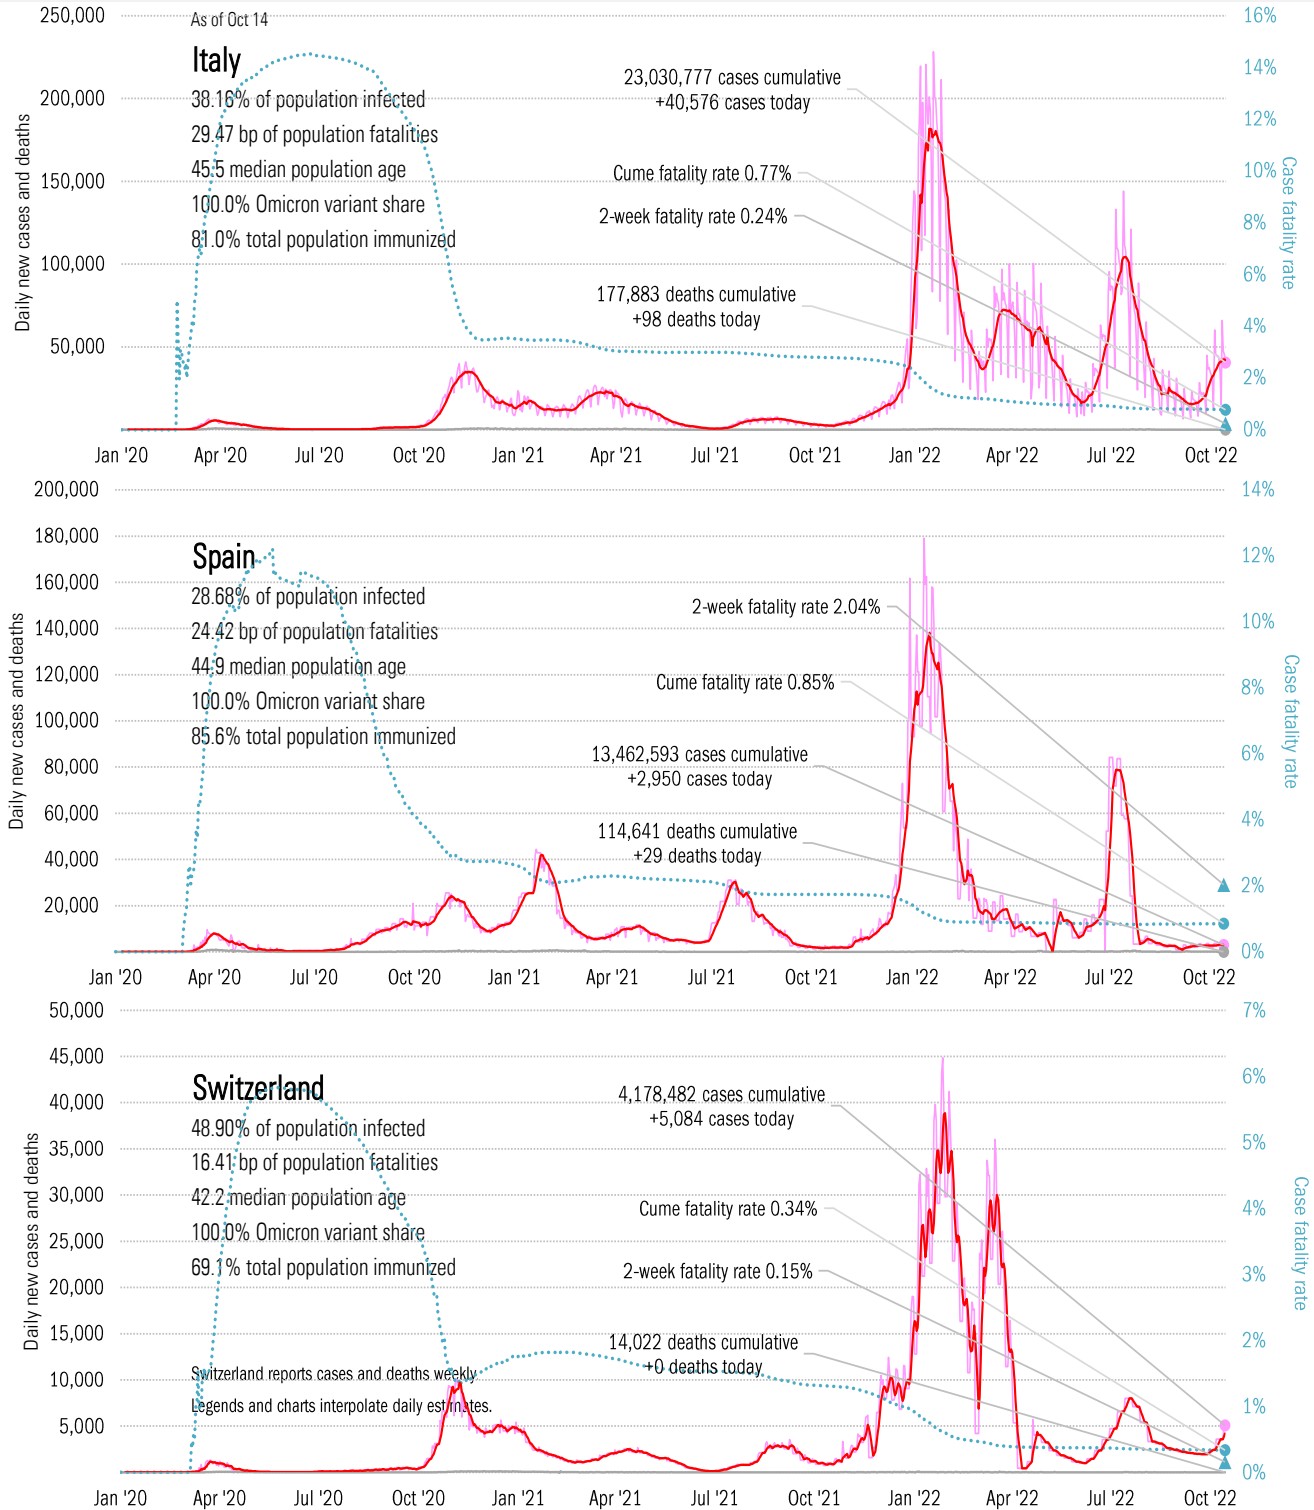 250,000
As of Oct 14
16%
Italy
14%
38.16% of population infected
200,000
23,030,777 cases cumulative
+40,576 cases today
12%
29.47 bp of population fatalities
45.5 median population age
150,000
Cume fatality rate 0.77%
10%
100.0% Omicron variant share
2-week fatality rate 0.24%
8%
81.0% total population immunized
100,000
6%
177,883 deaths cumulative
+98 deaths today
4%
50,000
2%
0%
Daily new cases and deaths
Case fatality rate
Jan '20 Apr '20 Jul '20 Oct '20 Jan '21 Apr '21 Jul '21 Oct '21 Jan '22 Apr '22 Jul '22 Oct '22
200,000
14%
180,000
Spain
12%
160,000
28.68% of population infected
2-week fatality rate 2.04%
140,000
24.42 bp of population fatalities
10%
44.9 median population age
120,000
Cume fatality rate 0.85%
8%
100.0% Omicron variant share
100,000
85.6% total population immunized
13,462,593 cases cumulative
+2,950 cases today
6%
80,000
60,000
4%
114,641 deaths cumulative
+29 deaths today
40,000
2%
20,000
0%
Daily new cases and deaths
Case fatality rate
Jan '20 Apr '20 Jul '20 Oct '20 Jan '21 Apr '21 Jul '21 Oct '21 Jan '22 Apr '22 Jul '22 Oct '22
50,000
7%
45,000
6%
Switzerland
40,000
4,178,482 cases cumulative
+5,084 cases today
48.90% of population infected
35,000
5%
16.41 bp of population fatalities
30,000
42.2 median population age
Cume fatality rate 0.34%
4%
25,000
100.0% Omicron variant share
69.1% total population immunized
2-week fatality rate 0.15%
3%
20,000
15,000
14,022 deaths cumulative
+0 deaths today
2%
Switzerland reports cases and deaths weekly
10,000
Legends and charts interpolate daily estimates.
1%
5,000
0%
Daily new cases and deaths
Case fatality rate
Jan '20 Apr '20 Jul '20 Oct '20 Jan '21 Apr '21 Jul '21 Oct '21 Jan '22 Apr '22 Jul '22 Oct '22